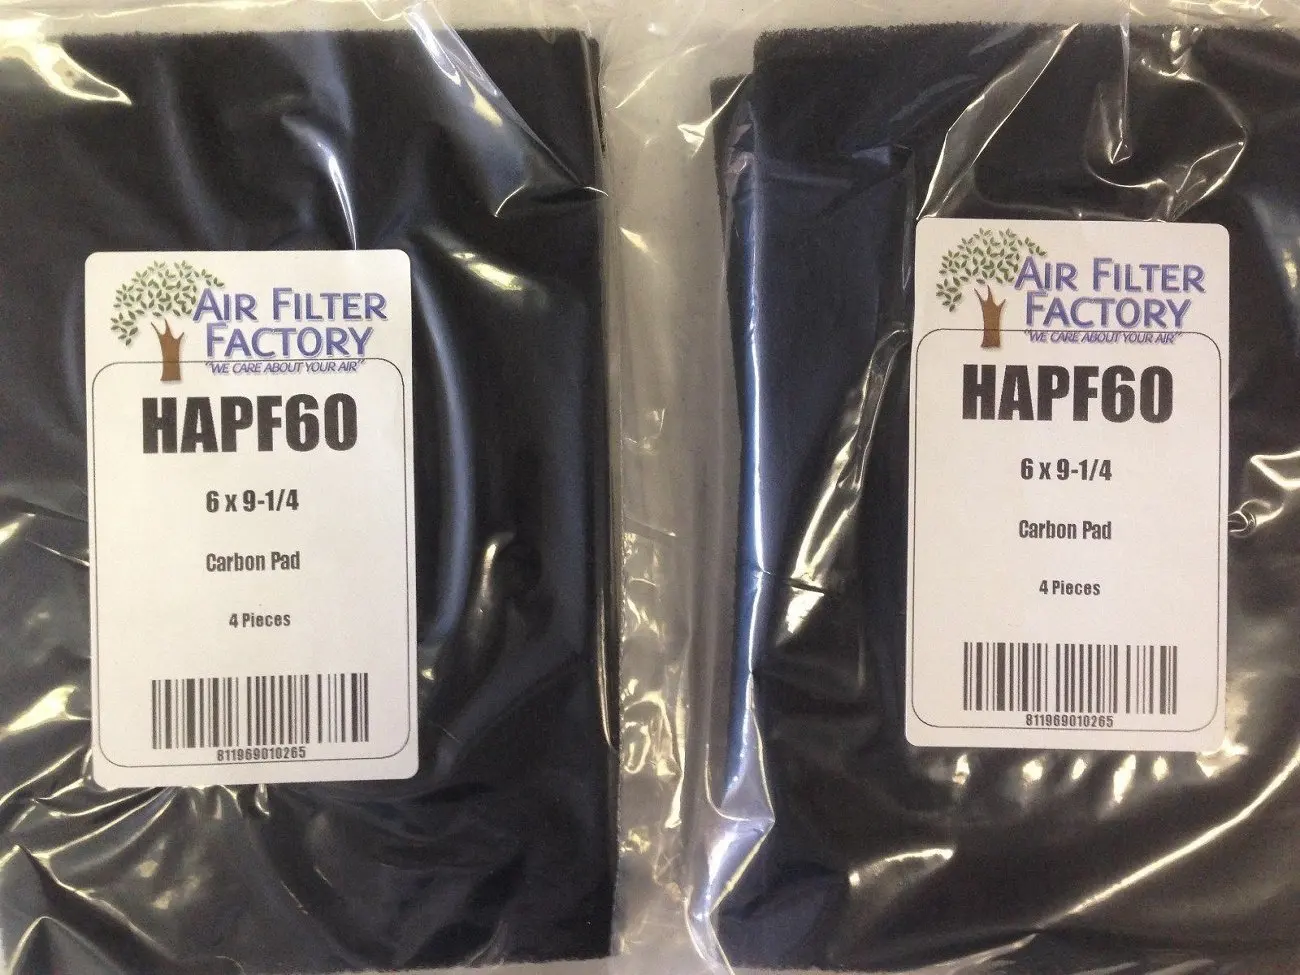 AIR FILTER
FACTORY
"WE CARE ABOUT YOUR AIR"
HAPF60
6 x 9-1/4
Carbon Pad
4 Pieces
811969010265
AIR FILTER
FACTORY
"WE CARE ABOUT YOUR AIR"
HAPF60
6 x 9-1/4
Carbon Pad
4 Pieces
811969010265